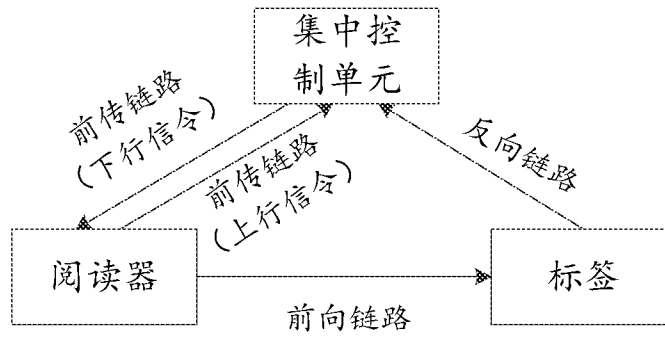 集中控
制单元
前传链路
(下行信令)
前传链路
(上行信令)
反向链路
阅读器
标签
前向链路